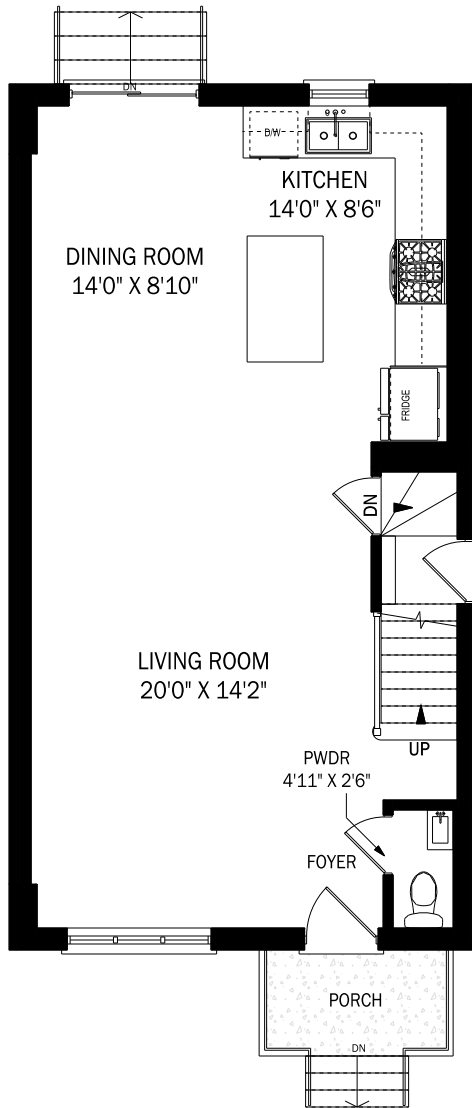 DN
D/W
KITCHEN
14'0" X 8'6"
DINING ROOM
14'0" X 8'10"
FRIDGE
DN
LIVING ROOM
20'0" X 14'2"
UP
PWDR
4'11" X 2'6"
FOYER
PORCH
DN